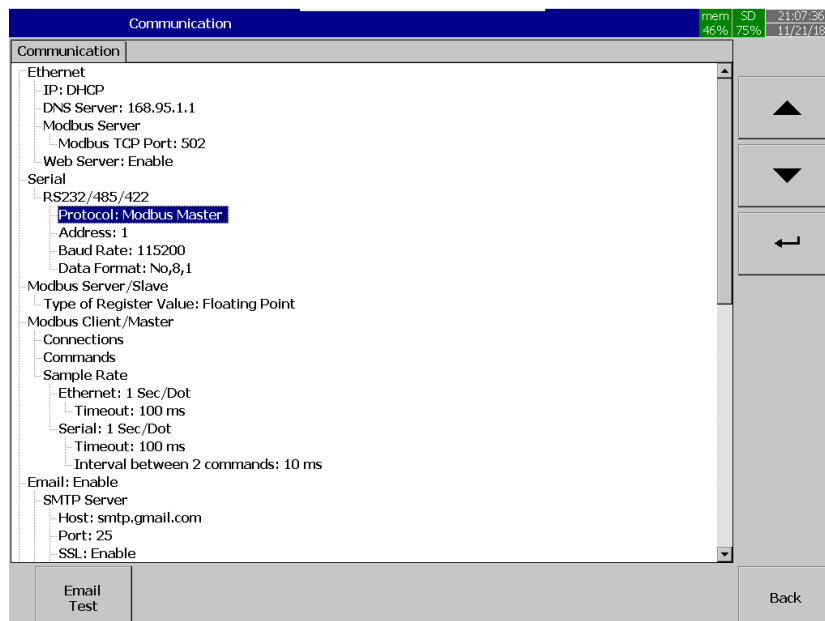 Communication
mem SD 21:07:36
46% 75% 11/21/18
Communication
Ethernet
IP: DHCP
DNS Server: 168.95.1.1
Modbus Server
Modbus TCP Port: 502
Web Server: Enable
Serial
RS232/485/422
Protocol: Modbus Master
Address: 1
Baud Rate: 115200
Data Format: No,8,1
Modbus Server/Slave
Type of Register Value: Floating Point
Modbus Client/Master
Connections
Commands
Sample Rate
Ethernet: 1 Sec/Dot
Timeout: 100 ms
Serial: 1 Sec/Dot
Timeout: 100 ms
Interval between 2 commands: 10 ms
Email: Enable
SMTP Server
Host: smtp.gmail.com
Port: 25
SSL: Enable
Email
Test
Back